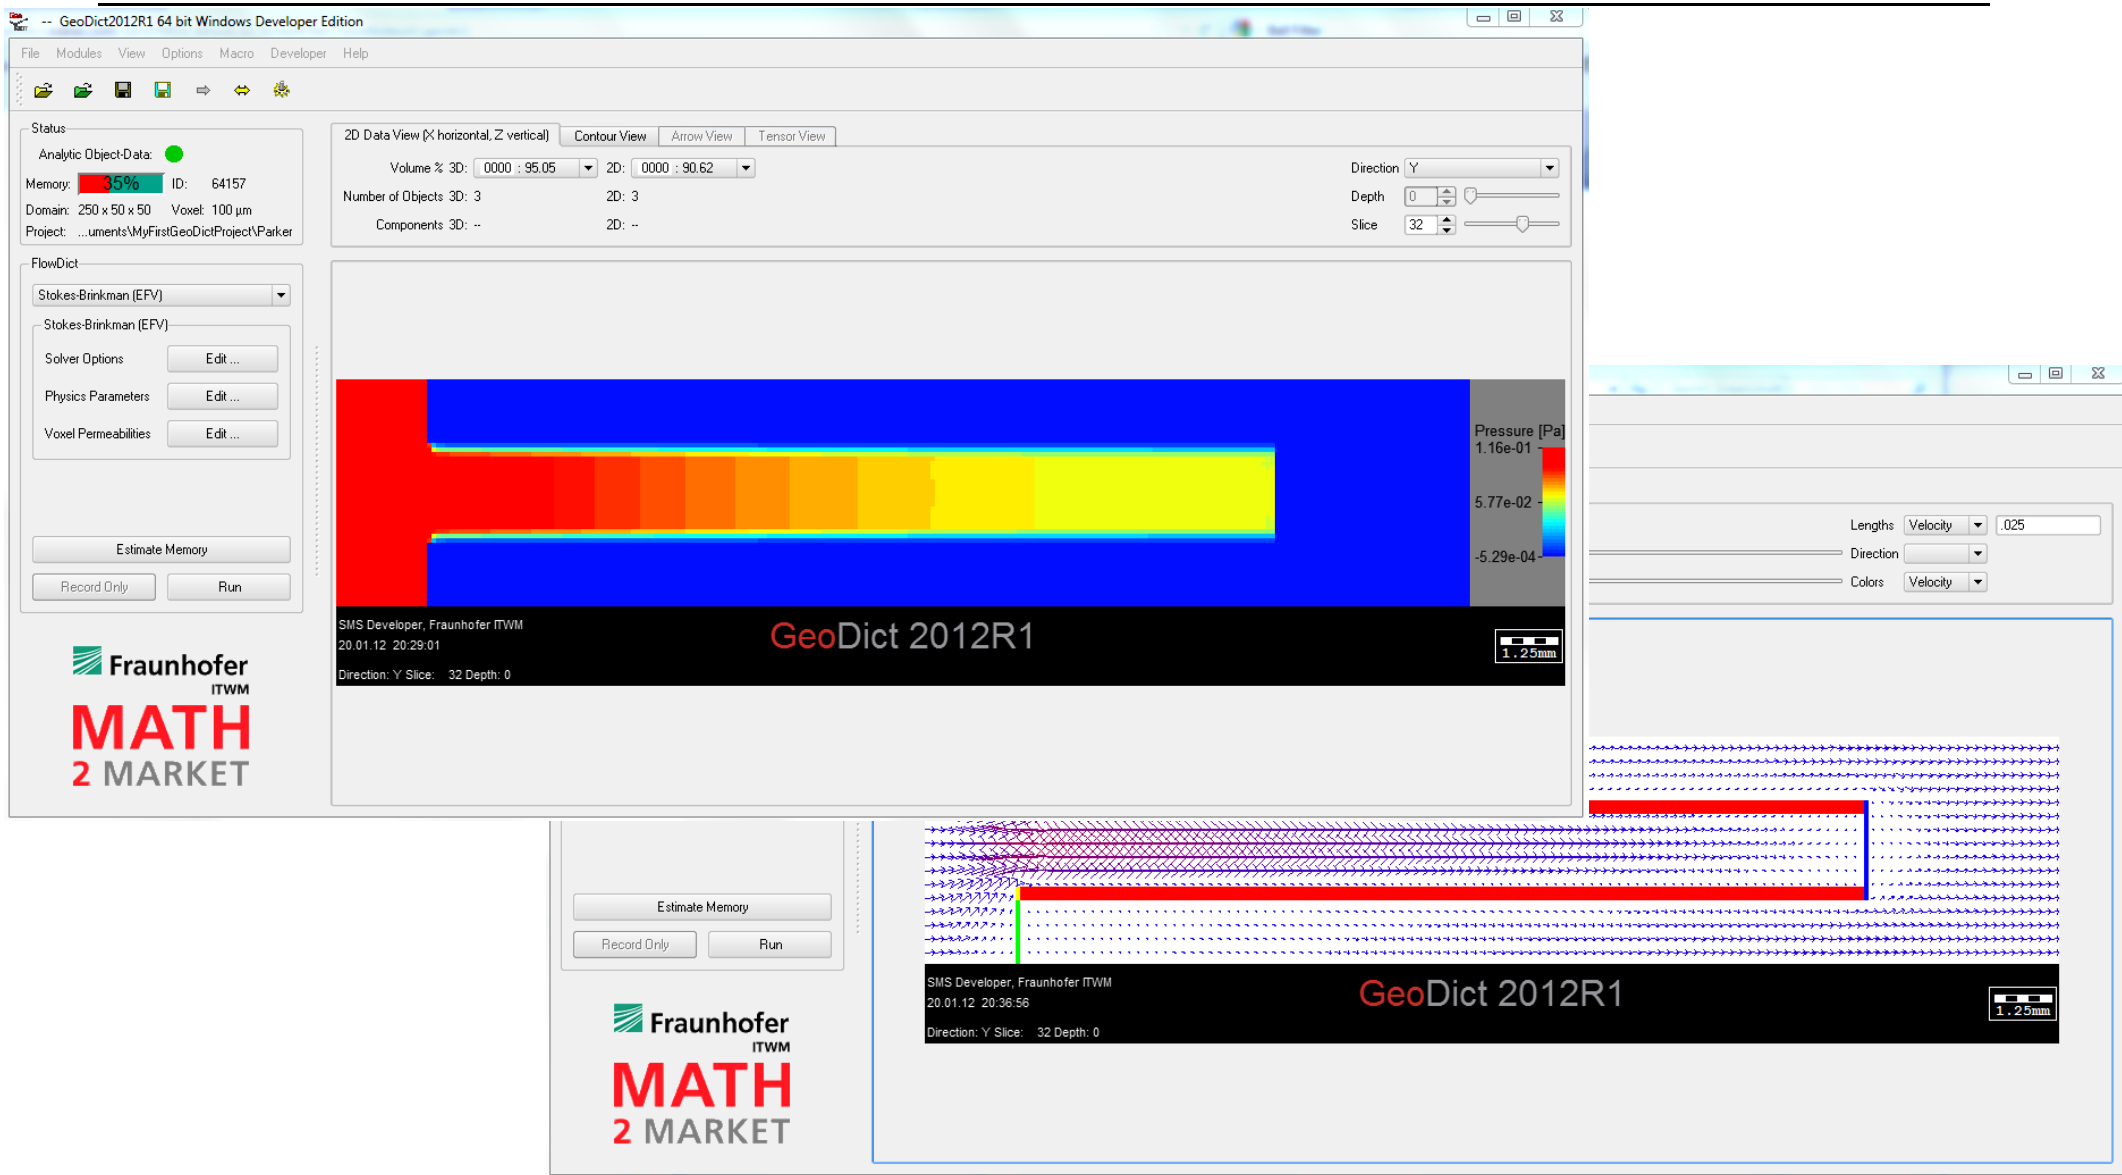 -- GeoDict2012R1 64 bit Windows Developer Edition
File Modules View Options Macro Developer Help
Status
Analytic Object-Data:
Memory: 35% ID: 64157
Domain: 250 x 50 x 50 Voxel: 100 µm
Project: ...uments\MyFirstGeoDictProject\Parker
FlowDict
Stokes-Brinkman (EFV)
Stokes-Brinkman (EFV)
Solver Options Edit ...
Physics Parameters Edit ...
Voxel Permeabilities Edit ...
Estimate Memory
Record Only Run
Fraunhofer
ITWM
MATH
2 MARKET
2D Data View (X horizontal, Z vertical) Contour View Arrow View Tensor View
Volume % 3D: 0000 : 95.05 2D: 0000 : 90.62
Number of Objects 3D: 3 2D: 3
Components 3D: -- 2D: --
Direction Y
Depth 0
Slice 32
Pressure [Pa]
1.16e-01
5.77e-02
-5.29e-04
SMS Developer, Fraunhofer ITWM
20.01.12 20:29:01
Direction: Y Slice: 32 Depth: 0
GeoDict 2012R1
1.25mm
Lengths Velocity .025
Direction
Colors Velocity
Estimate Memory
Record Only Run
Fraunhofer
ITWM
MATH
2 MARKET
SMS Developer, Fraunhofer ITWM
20.01.12 20:36:56
Direction: Y Slice: 32 Depth: 0
GeoDict 2012R1
1.25mm